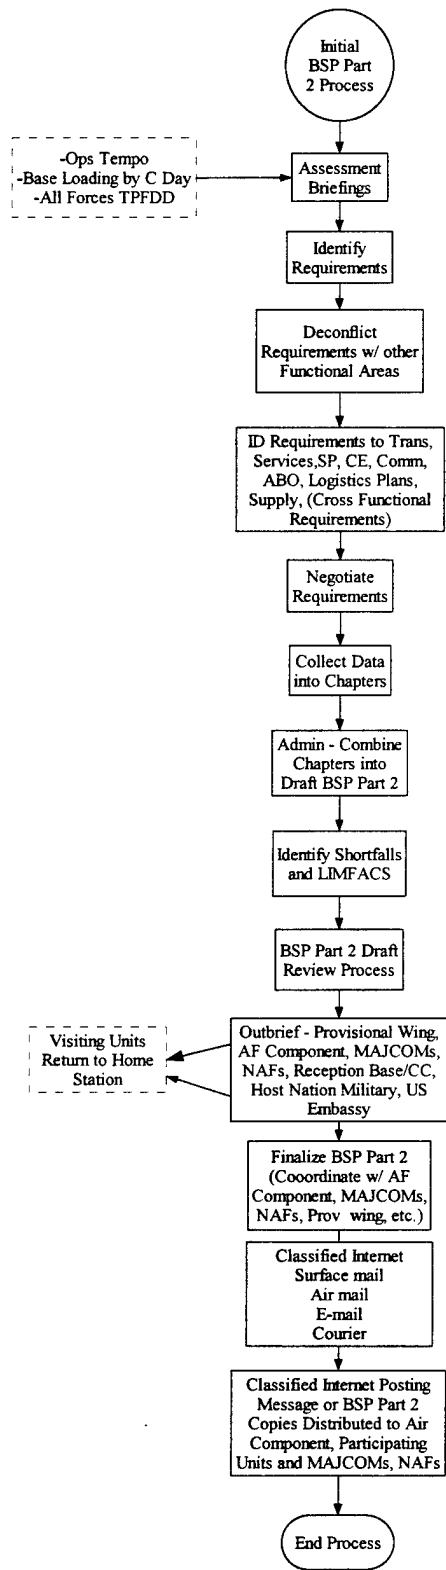 Initial
BSP Part
2 Process
-Ops Tempo
-Base Loading by C Day
-All Forces TPFDD
Assessment
Briefings
Identify
Requirements
Deconflict
Requirements w/ other
Functional Areas
ID Requirements to Trans,
Services,SP, CE, Comm,
ABO, Logistics Plans,
Supply, (Cross Functional
Requirements)
Negotiate
Requirements
Collect Data
into Chapters
Admin - Combine
Chapters into
Draft BSP Part 2
Identify Shortfalls
and LIMFACS
BSP Part 2 Draft
Review Process
Visiting Units
Return to Home
Station
Outbrief - Provisional Wing,
AF Component, MAJCOMs,
NAFs, Reception Base/CC,
Host Nation Military, US
Embassy
Finalize BSP Part 2
(Cooordinate w/ AF
Component, MAJCOMs,
NAFs, Prov wing, etc.)
Classified Internet
Surface mail
Air mail
E-mail
Courier
Classified Internet Posting
Message or BSP Part 2
Copies Distributed to Air
Component, Participating
Units and MAJCOMs, NAFs
End Process